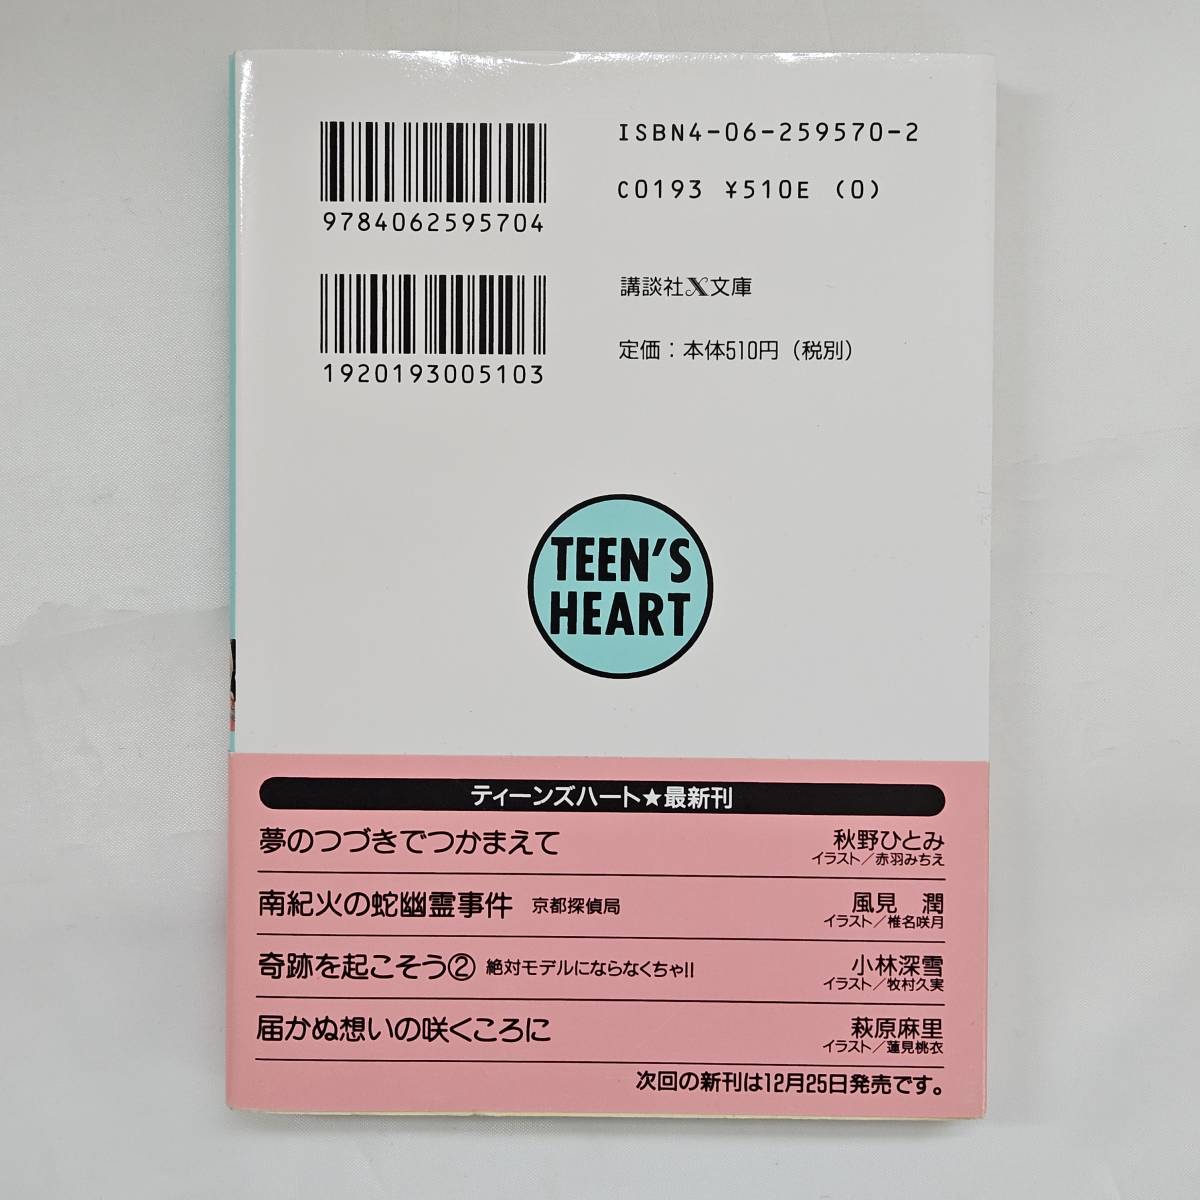 9784062595704
ISBN4-06-259570-2
C0193 ¥510E (0)
1920193005103
講談社X文庫
定価：本体510円（税別）
TEEN'S
HEART
ティーンズハート★最新刊
夢のつづきでつかまえて 秋野ひとみ
イラスト／赤羽みちえ
南紀火の蛇幽霊事件 京都探偵局 風見 潤
イラスト／椎名咲月
奇跡を起こそう② 絶対モデルにならなくちゃ!! 小林深雪
イラスト／牧村久実
届かぬ想いの咲くころに 萩原麻里
イラスト／蓮見桃衣
次回の新刊は12月25日発売です。